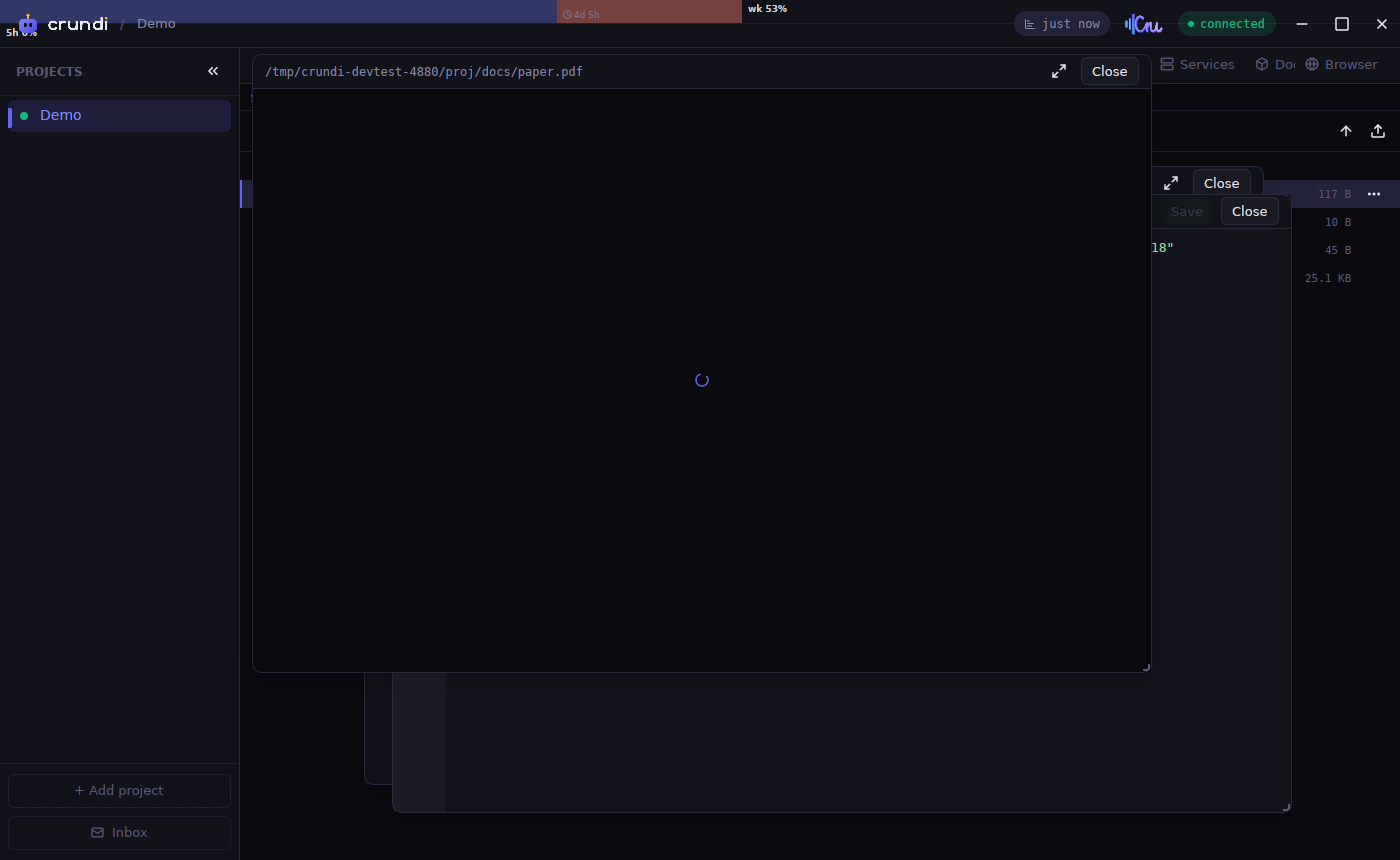 4d 5h
wk 53%
5h 0%
crundi / Demo
just now
Cru
connected
PROJECTS
Demo
/tmp/crundi-devtest-4880/proj/docs/paper.pdf
Close
Services
Browser
Close
Save
Close
18"
117 B
10 B
45 B
25.1 KB
+ Add project
Inbox